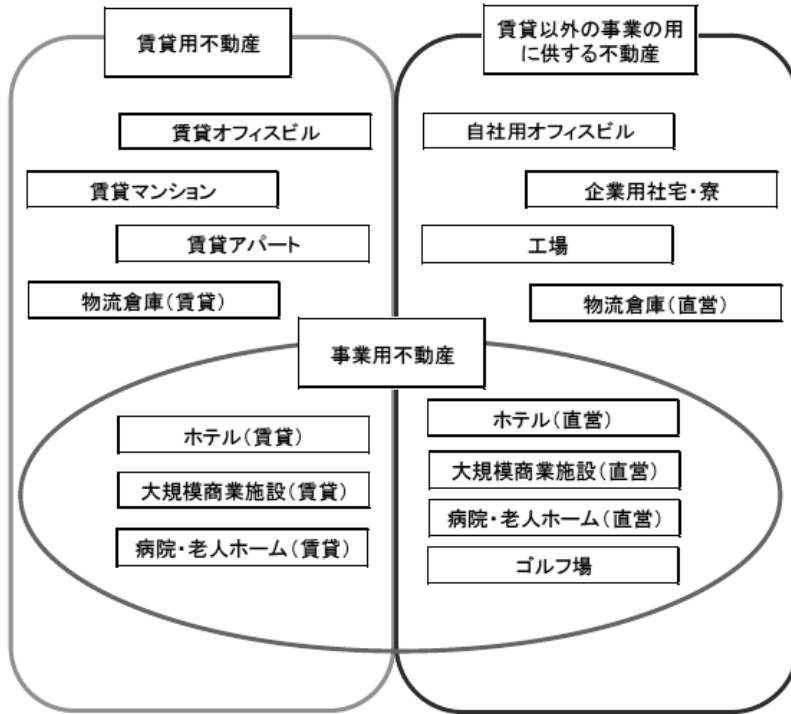 賃貸用不動産
賃貸以外の事業の用
に供する不動産
賃貸オフィスビル
自社用オフィスビル
賃貸マンション
企業用社宅・寮
賃貸アパート
工場
物流倉庫(賃貸)
物流倉庫(直営)
事業用不動産
ホテル(賃貸)
ホテル(直営)
大規模商業施設(賃貸)
大規模商業施設(直営)
病院・老人ホーム(賃貸)
病院・老人ホーム(直営)
ゴルフ場